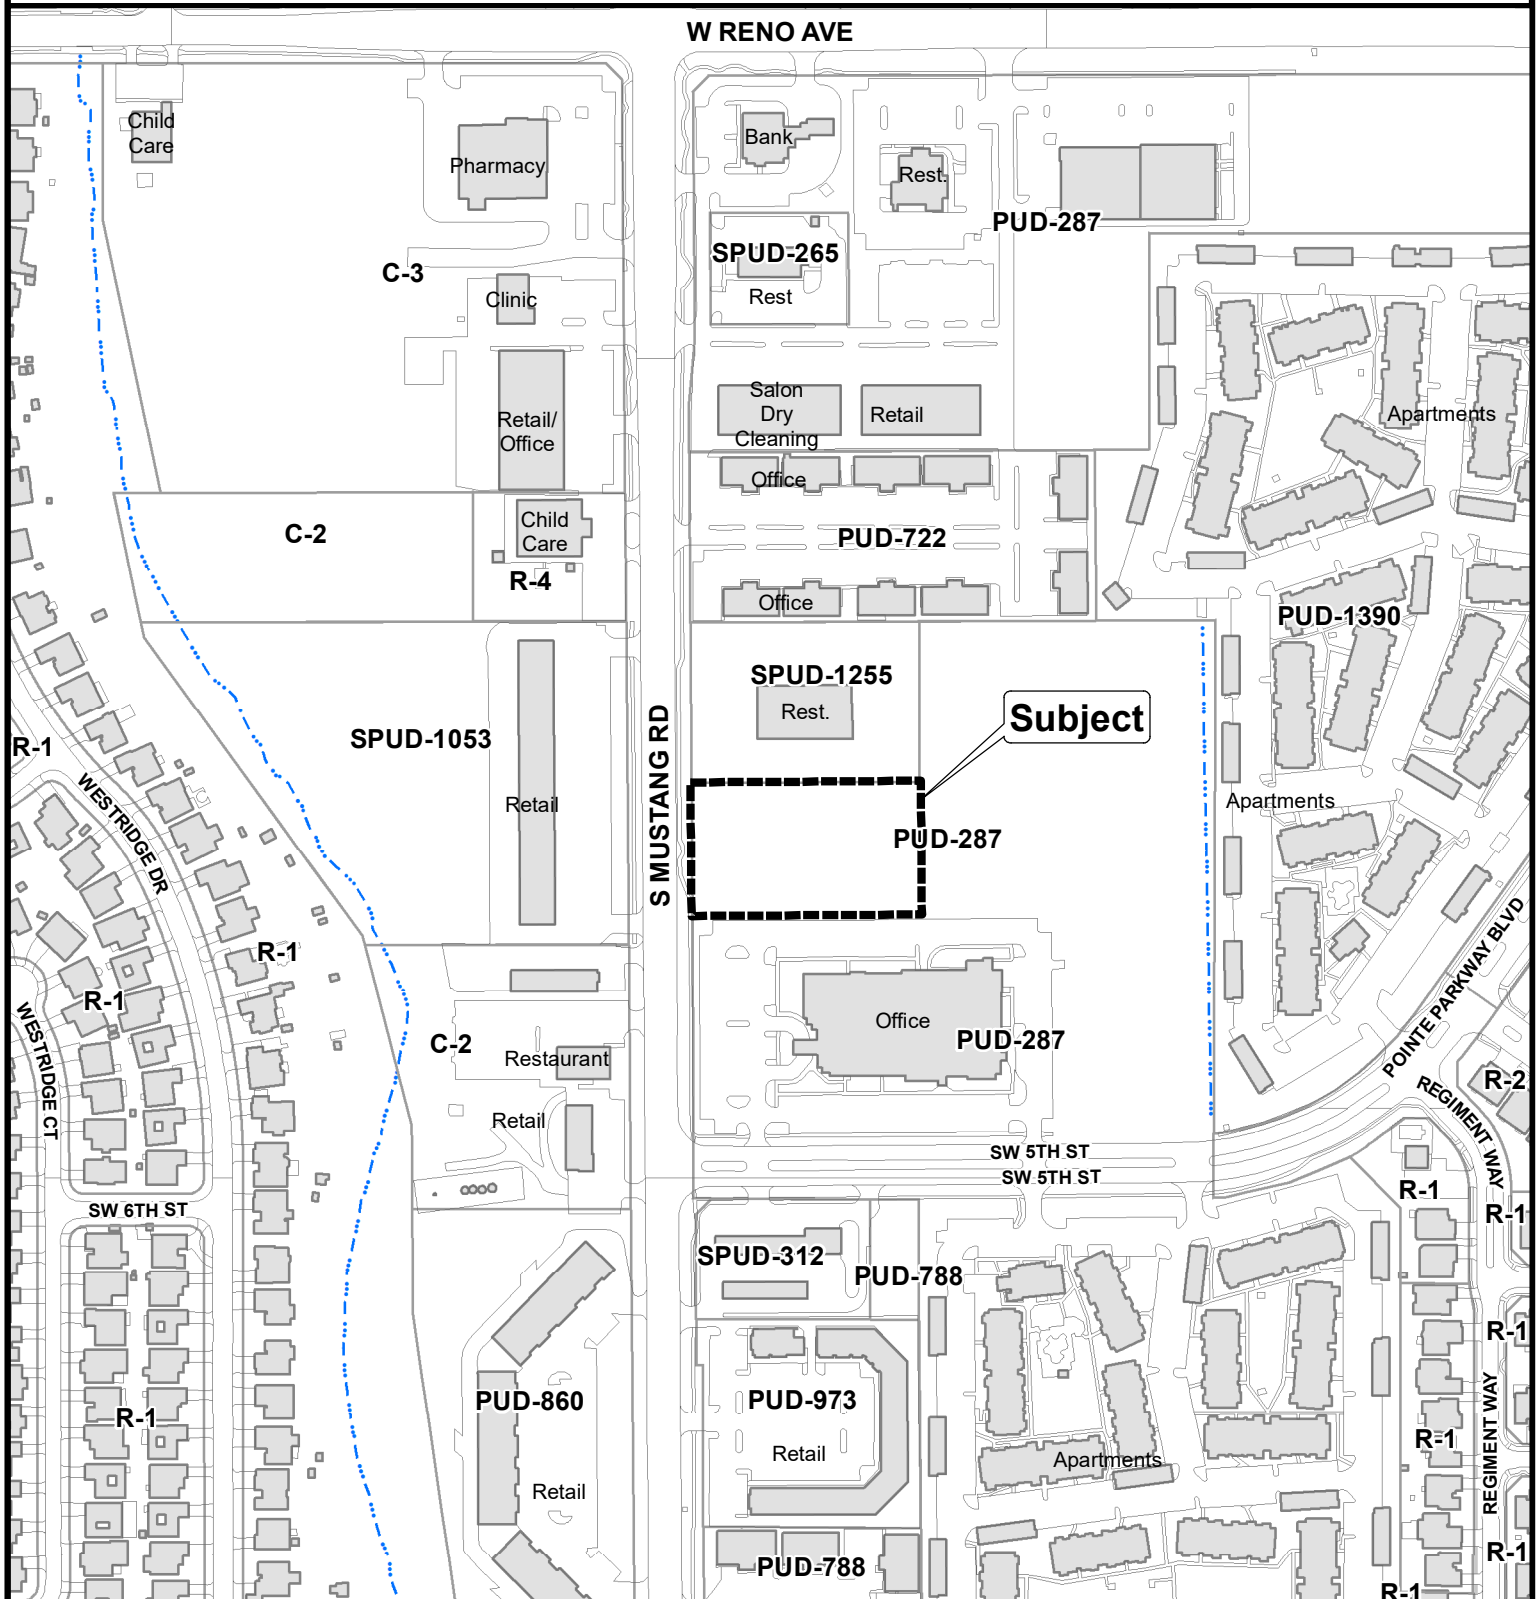 W RENO AVE
Child
Care
Pharmacy
Bank
Rest.
PUD-287
SPUD-265
Rest
C-3
Clinic
Retail/
Office
Salon
Dry
Cleaning
Retail
Apartments
Office
C-2
Child
Care
R-4
PUD-722
Office
PUD-1390
SPUD-1255
Rest.
Subject
R-1
SPUD-1053
Retail
S MUSTANG RD
WESTRIDGE DR
Apartments
PUD-287
R-1
R-1
WESTRIDGE CT
C-2
Restaurant
Retail
Office
PUD-287
POINTE PARKWAY BLVD
R-2
REGIMENT WAY
SW 5TH ST
SW 5TH ST
R-1
R-1
SW 6TH ST
SPUD-312
PUD-788
R-1
PUD-860
PUD-973
R-1
Retail
Apartments
R-1
REGIMENT WAY
Retail
PUD-788
R-1
R-1